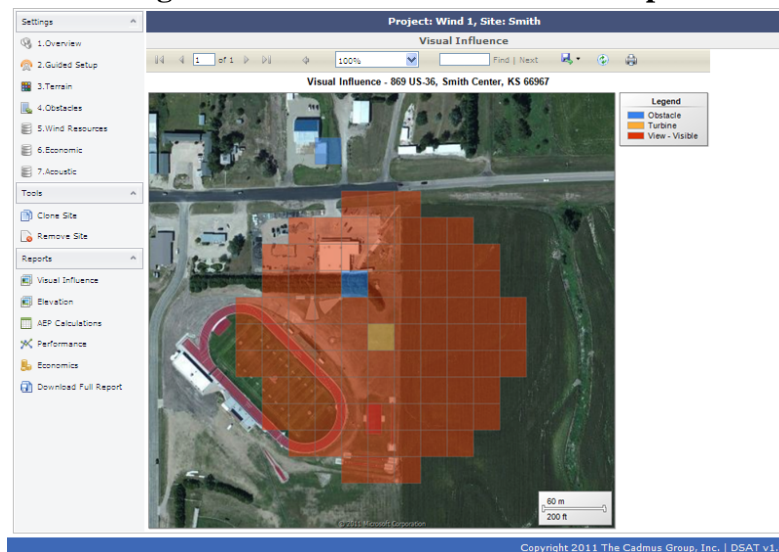 Project: Wind 1, Site: Smith
Visual Influence
Settings
1.Overview
2.Guided Setup
3.Terrain
4.Obstacles
5.Wind Resources
6.Economic
7.Acoustic
Tools
Clone Site
Remove Site
Reports
Visual Influence
Elevation
AEP Calculations
Performance
Economics
Download Full Report
1 of 1 100% Find | Next
Visual Influence - 869 US-36, Smith Center, KS 66967
Legend
Obstacle
Turbine
View - Visible
60 m
200 ft
© 2011 Microsoft Corporation
Copyright 2011 The Cadmus Group, Inc. | DSAT v1.